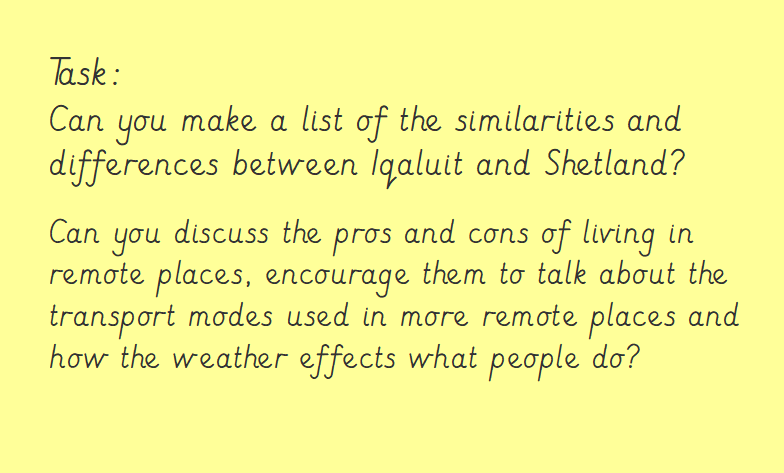 Task:
Can you make a list of the similarities and
differences between Iqaluit and Shetland?
Can you discuss the pros and cons of living in
remote places, encourage them to talk about the
transport modes used in more remote places and
how the weather effects what people do?